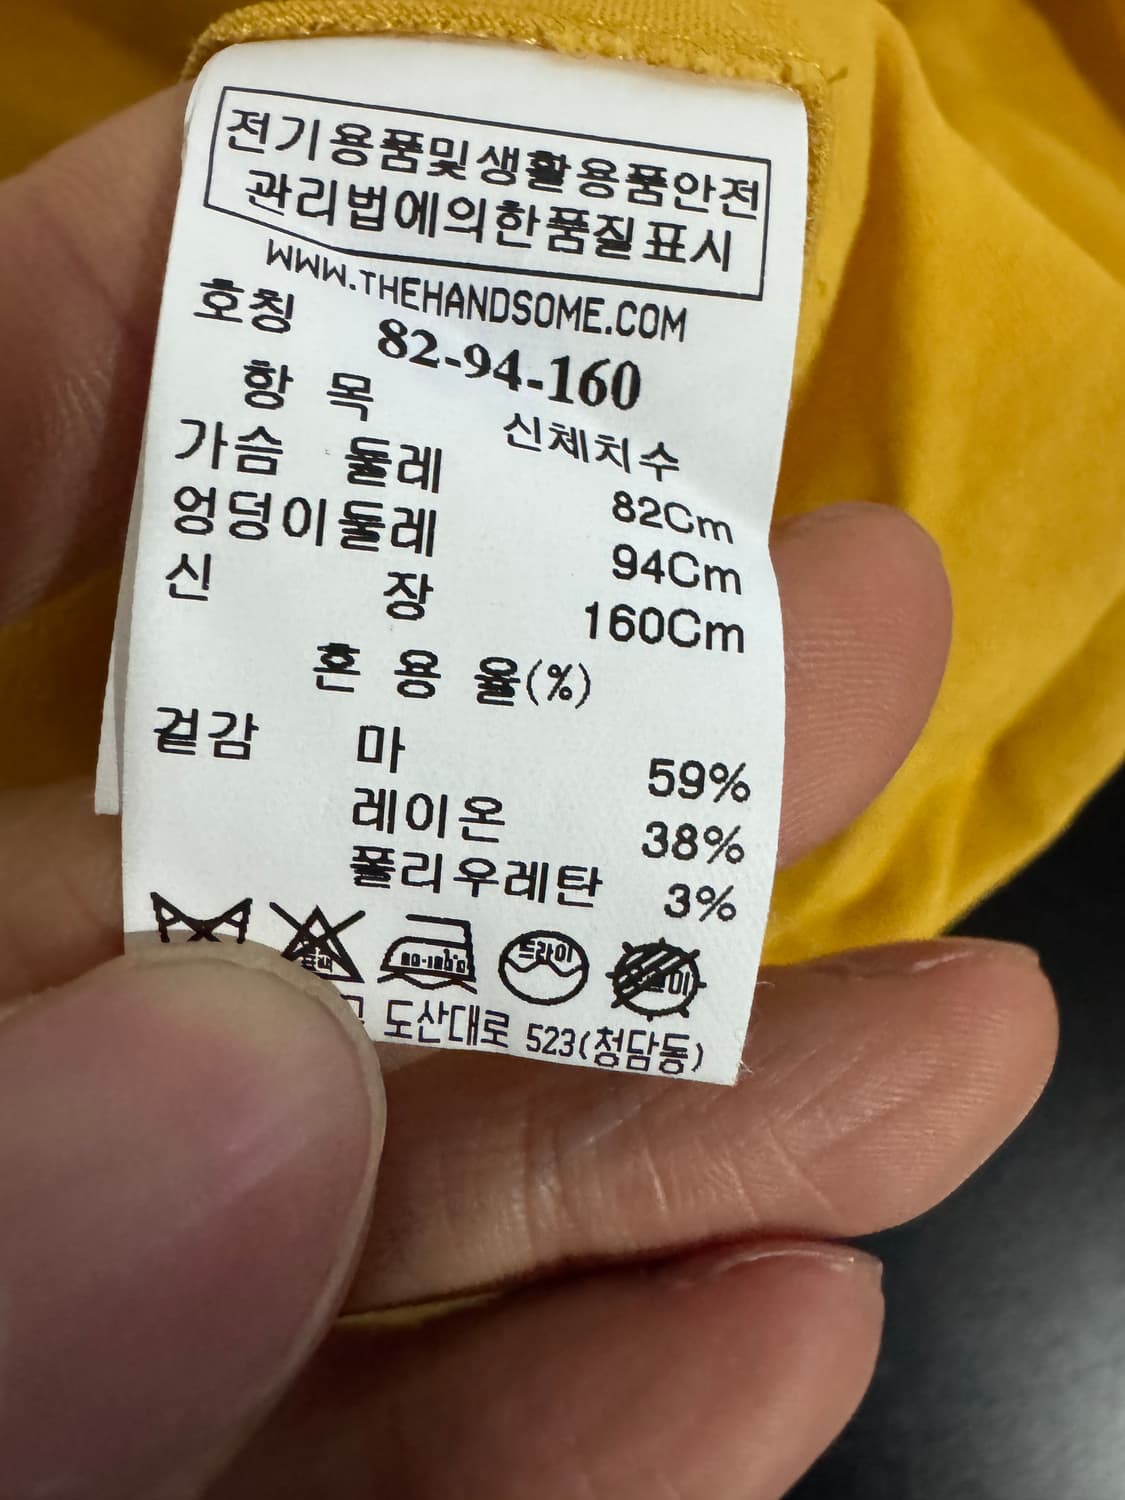 전기용품및생활용품안전
관리법에의한품질표시
WWW.THEHANDSOME.COM
호칭 82-94-160
항 목 신체치수
가슴 둘레 82Cm
엉덩이둘레 94Cm
신 장 160Cm
혼 용 율(%)
겉감 마 59%
레이온 38%
폴리우레탄 3%
드라이
도산대로 523(청담동)